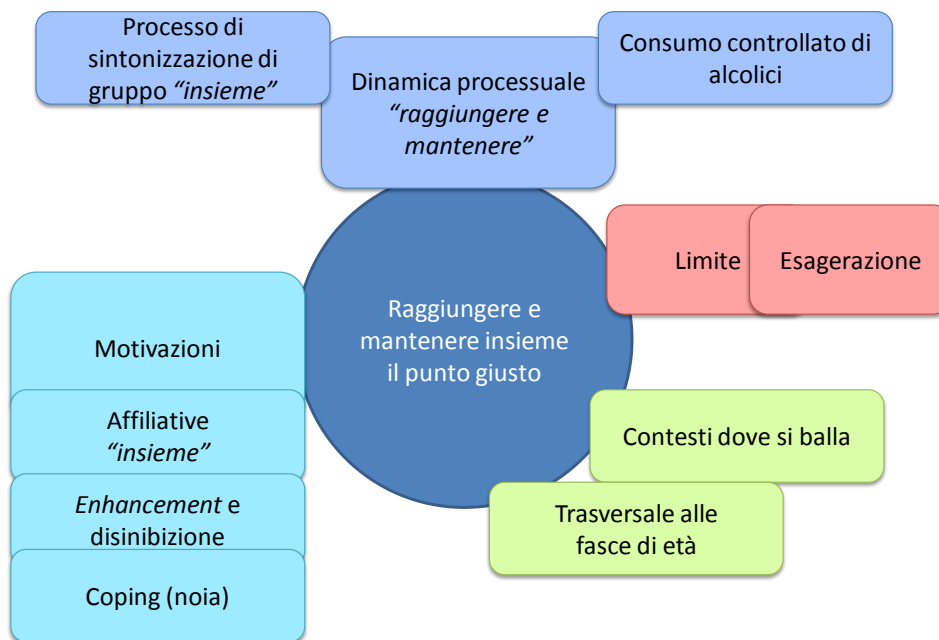 Processo di
sintonizzazione di
gruppo “insieme”
Dinamica processuale
“raggiungere e
mantenere”
Consumo controllato di
alcolici
Limite
Esagerazione
Raggiungere e
mantenere insieme
il punto giusto
Motivazioni
Affiliative
“insieme”
Enhancement e
disinibizione
Coping (noia)
Contesti dove si balla
Trasversale alle
fasce di età